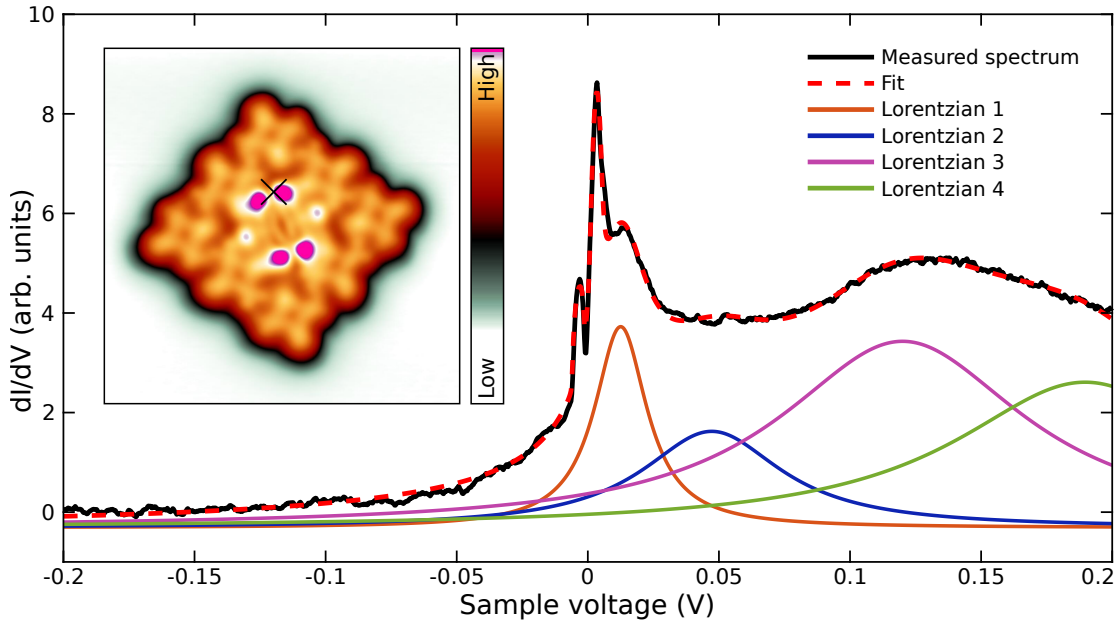 10
8
6
4
2
0
dI/dV (arb. units)
High
Low
Measured spectrum
Fit
Lorentzian 1
Lorentzian 2
Lorentzian 3
Lorentzian 4
-0.2 -0.15 -0.1 -0.05 0 0.05 0.1 0.15 0.2
Sample voltage (V)